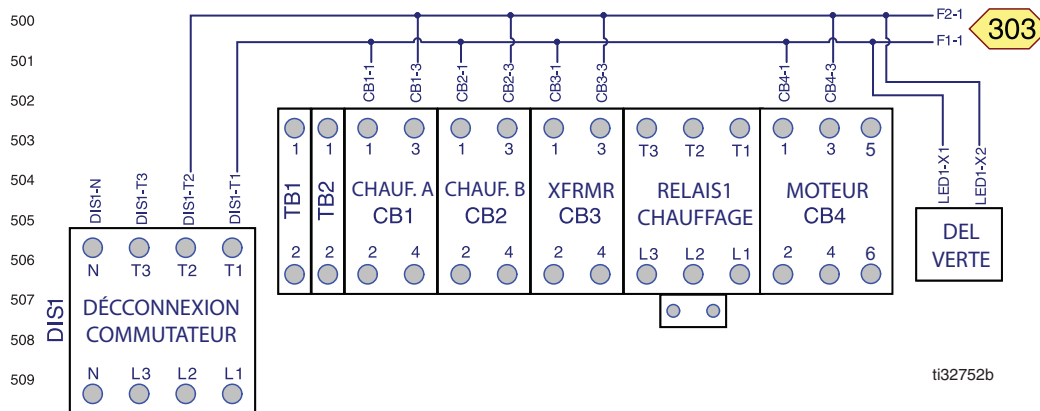 500
501
502
503
504
505
506
507
508
509
F2-1
F1-1
303
CB1-1
CB1-3
CB2-1
CB2-3
CB3-1
CB3-3
CB4-1
CB4-3
DIS1-N
DIS1-T3
DIS1-T2
DIS1-T1
LED1-X1
LED1-X2
1
TB1
2
1
TB2
2
1 3
CHAUF. A
CB1
2 4
1 3
CHAUF. B
CB2
2 4
1 3
XFRMR
CB3
2 4
T3 T2 T1
RELAIS1
CHAUFFAGE
L3 L2 L1
1 3 5
MOTEUR
CB4
2 4 6
DEL
VERTE
DIS1
N T3 T2 T1
DÉCCONNEXION
COMMUTATEUR
N L3 L2 L1
ti32752b